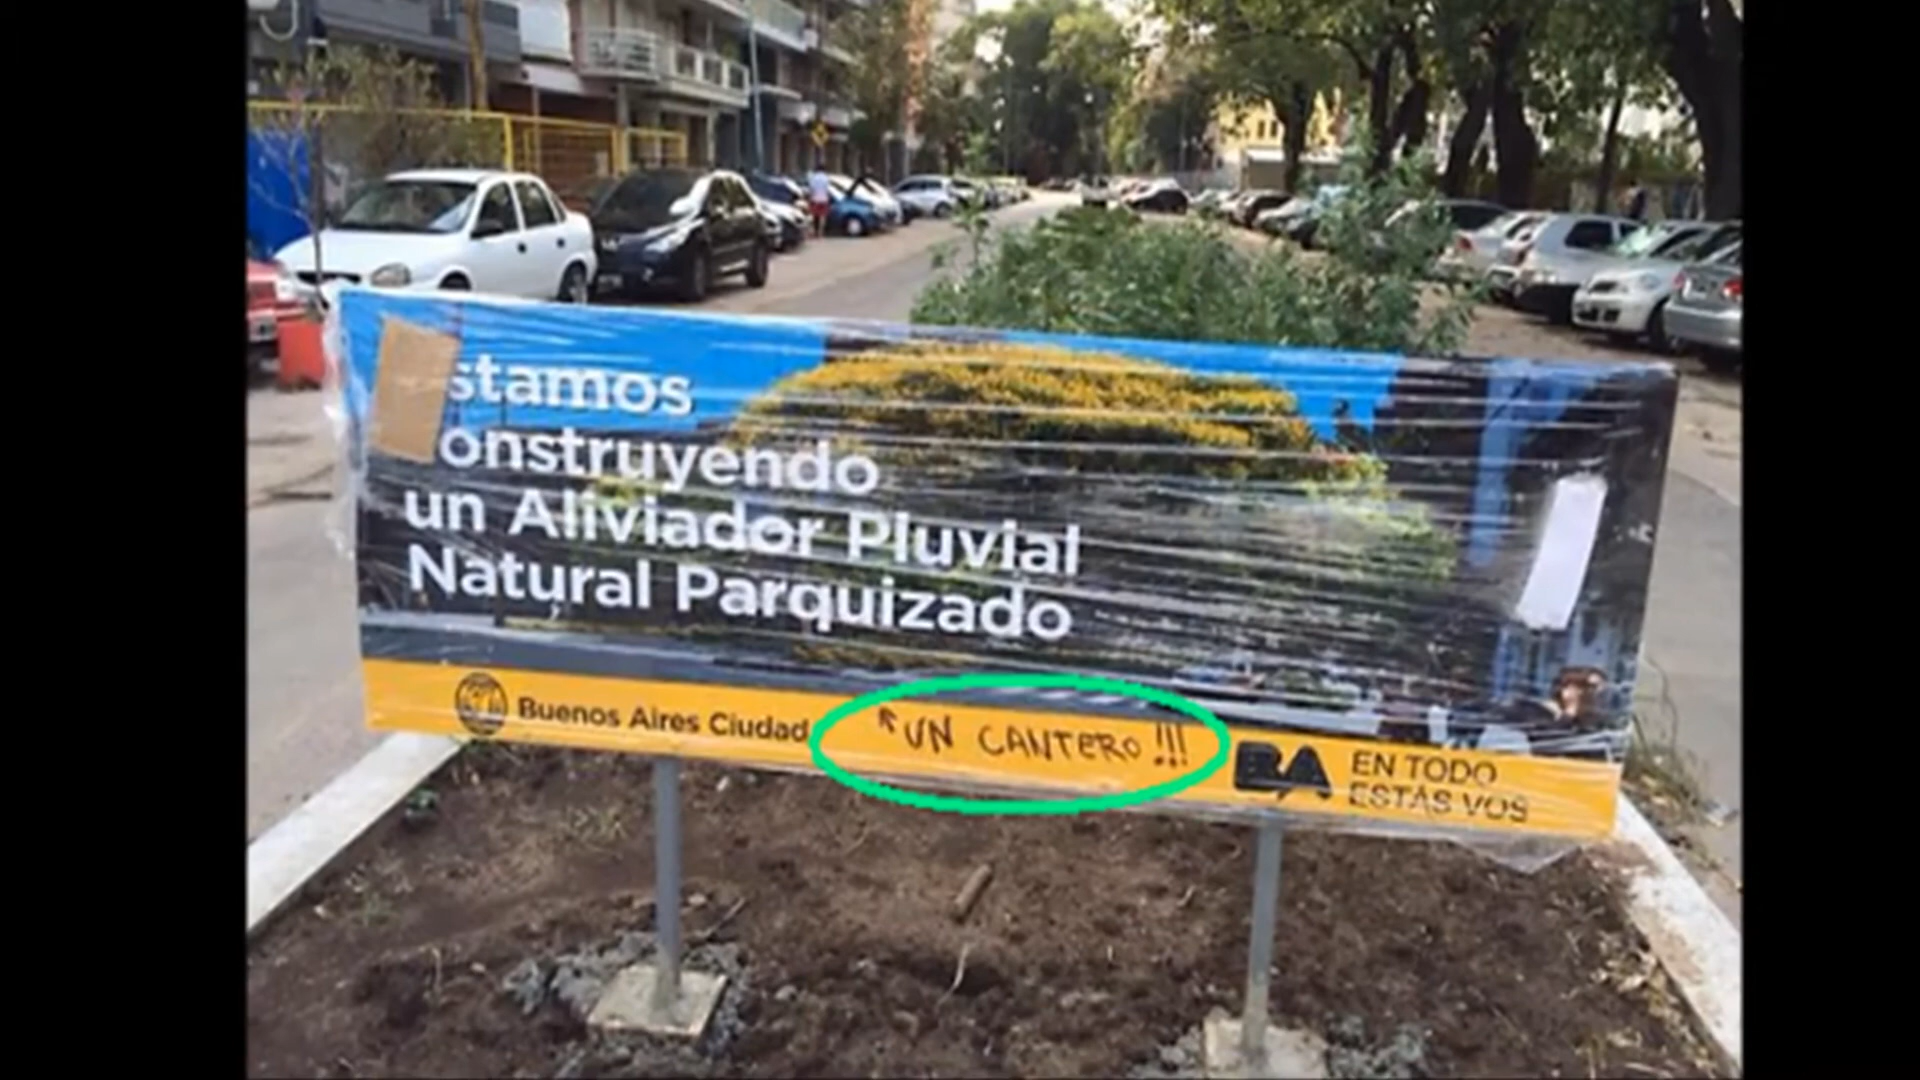 stamos
onstruyendo
un Aliviador Pluvial
Natural Parquizado
Buenos Aires Ciudad
UN CANTERO !!!
BA
EN TODO
ESTÁS VOS